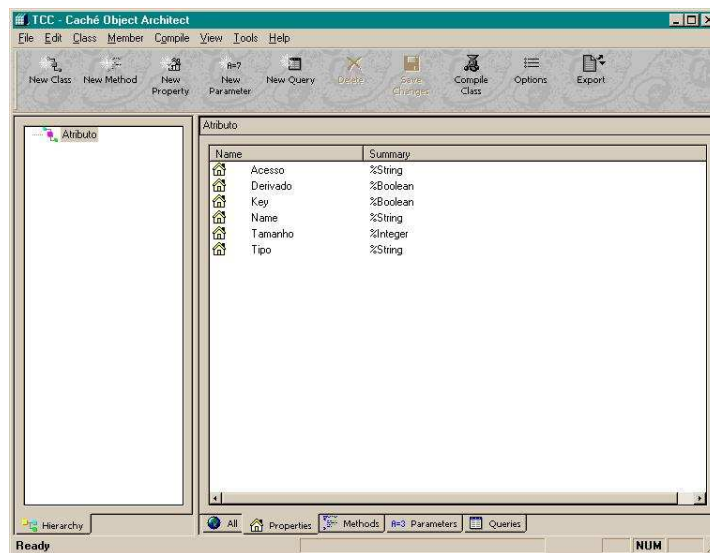 TCC - Caché Object Architect
File Edit Class Member Compile View Tools Help
New Class New Method New Property A=7 New Parameter New Query Delete Save Changes Compile Class Options Export
Atributo
Atributo
Name Summary
Acesso %String
Derivado %Boolean
Key %Boolean
Name %String
Tamanho %Integer
Tipo %String
Hierarchy
All Properties Methods A=3 Parameters Queries
Ready NUM